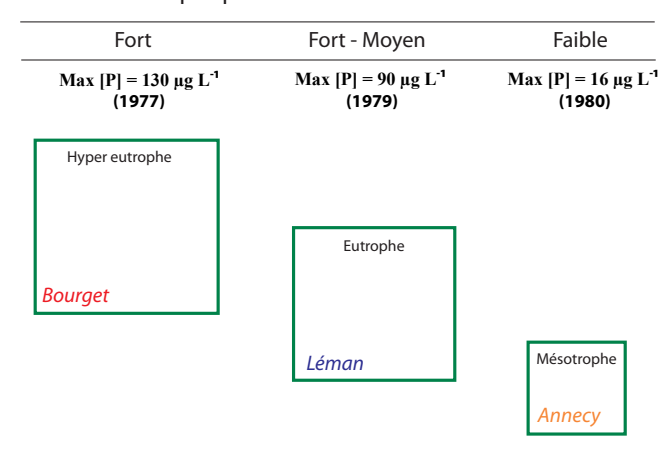 Fort Fort - Moyen Faible
Max [P] = 130 µg L⁻¹ Max [P] = 90 µg L⁻¹ Max [P] = 16 µg L⁻¹
(1977) (1979) (1980)
Hyper eutrophe
Bourget
Eutrophe
Léman
Mésotrophe
Annecy